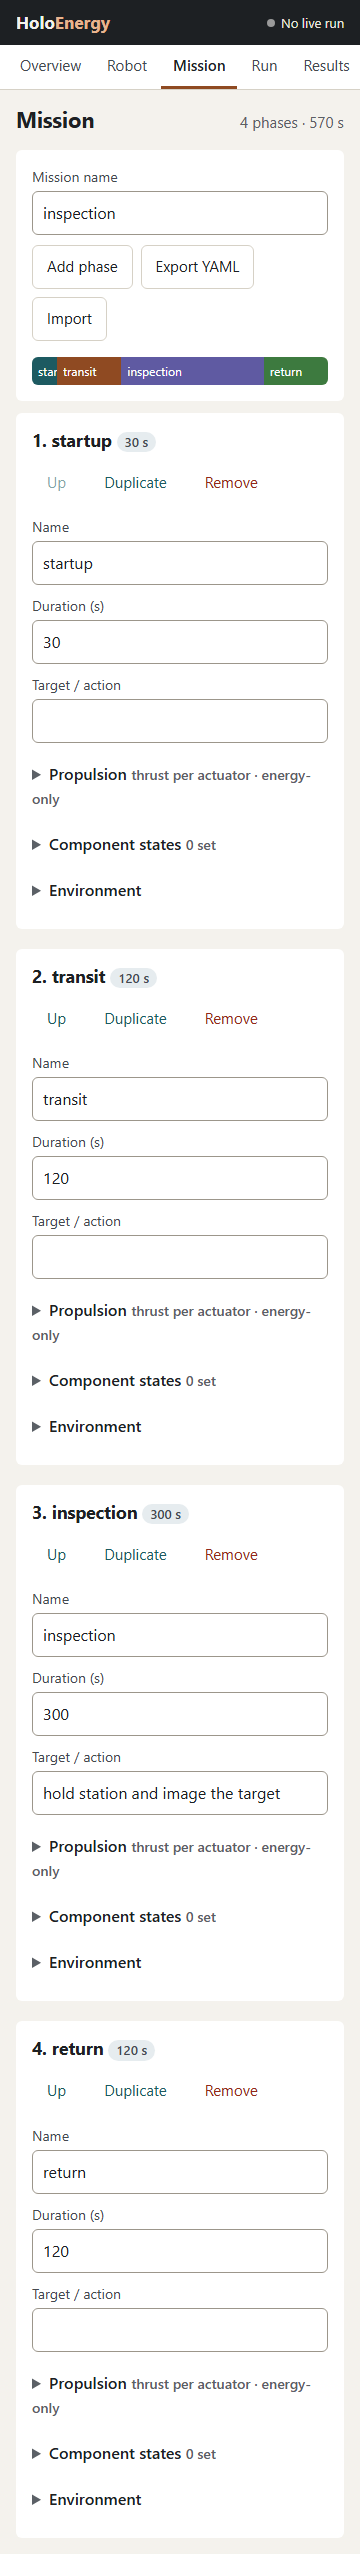 HoloEnergy
No live run
Overview Robot Mission Run Results
Mission
4 phases · 570 s
Mission name
inspection
Add phase
Export YAML
Import
star transit inspection return
1. startup 30 s
Up Duplicate Remove
Name
startup
Duration (s)
30
Target / action
Propulsion thrust per actuator · energy-
only
Component states 0 set
Environment
2. transit 120 s
Up Duplicate Remove
Name
transit
Duration (s)
120
Target / action
Propulsion thrust per actuator · energy-
only
Component states 0 set
Environment
3. inspection 300 s
Up Duplicate Remove
Name
inspection
Duration (s)
300
Target / action
hold station and image the target
Propulsion thrust per actuator · energy-
only
Component states 0 set
Environment
4. return 120 s
Up Duplicate Remove
Name
return
Duration (s)
120
Target / action
Propulsion thrust per actuator · energy-
only
Component states 0 set
Environment